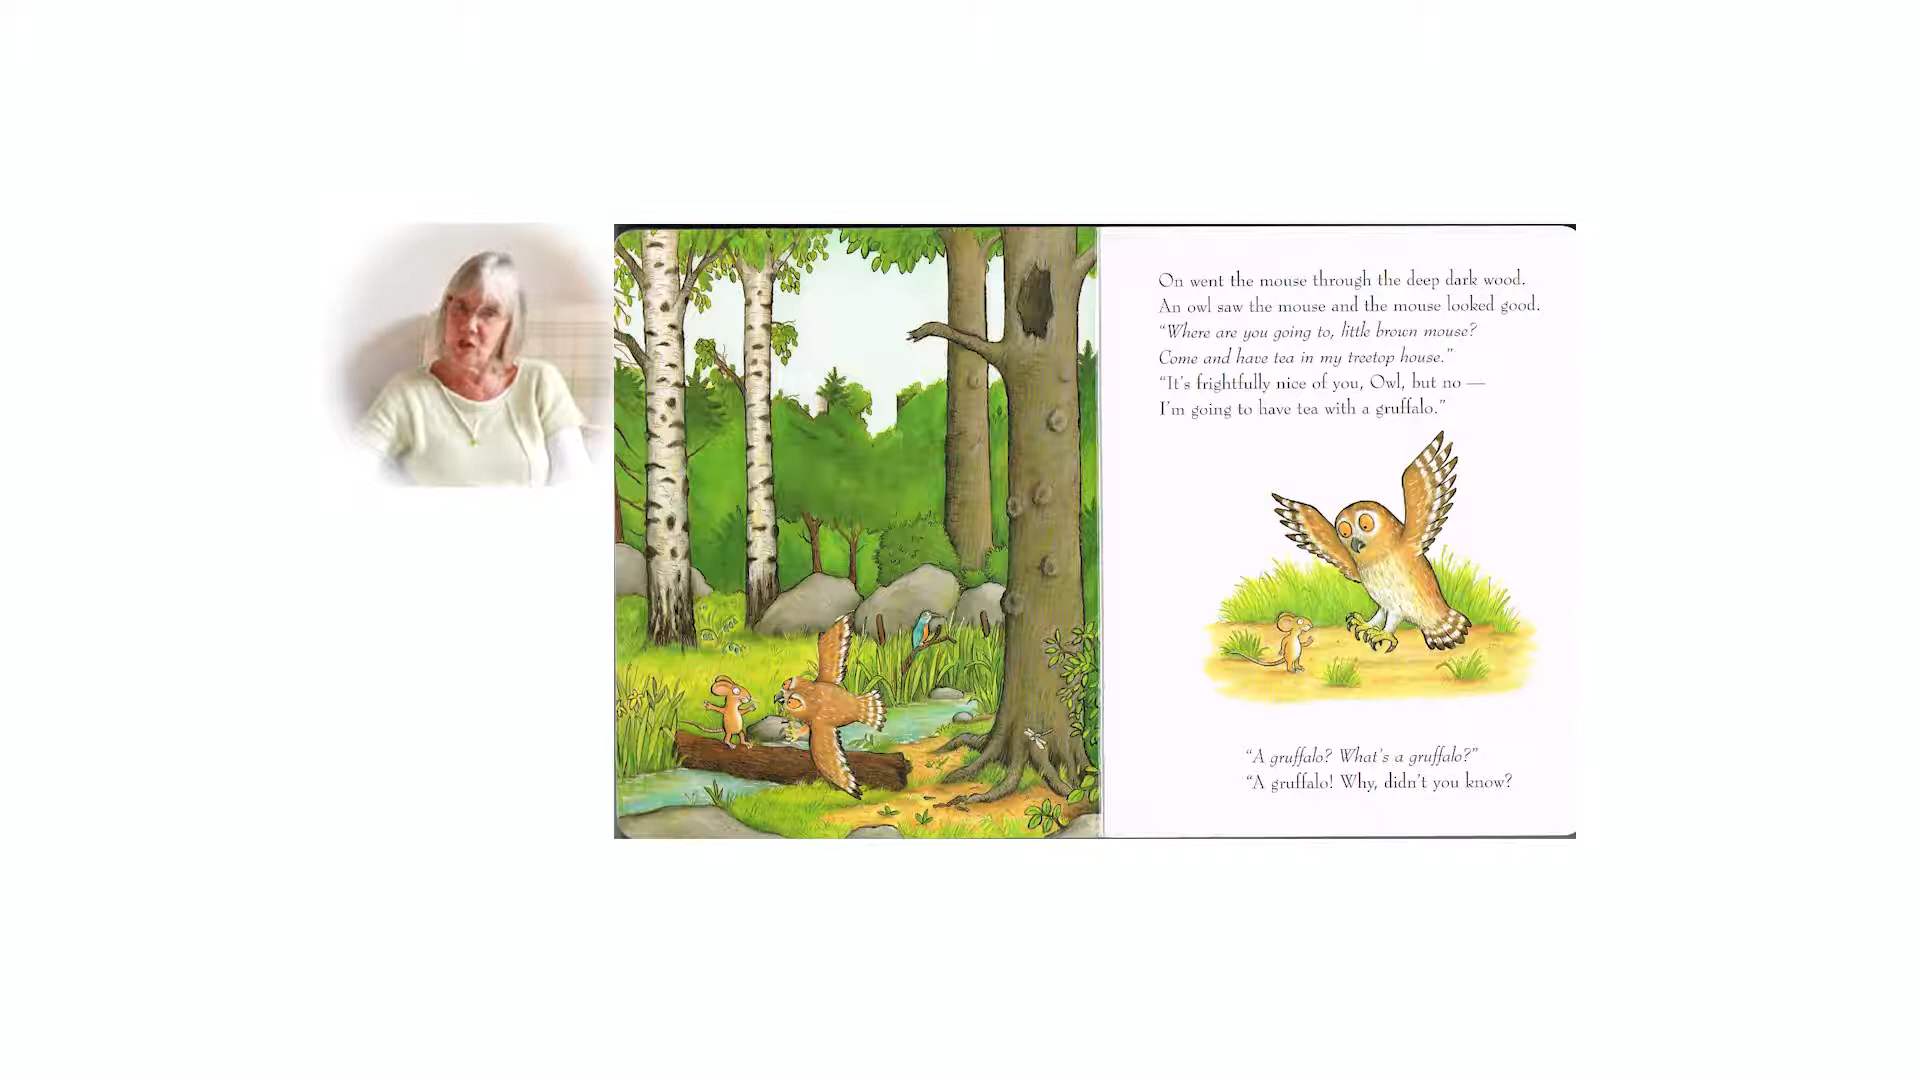 On went the mouse through the deep dark wood.
An owl saw the mouse and the mouse looked good.
“Where are you going to, little brown mouse?
Come and have tea in my treetop house.”
“It’s frightfully nice of you, Owl, but no —
I’m going to have tea with a gruffalo.”
“A gruffalo? What’s a gruffalo?”
“A gruffalo! Why, didn’t you know?